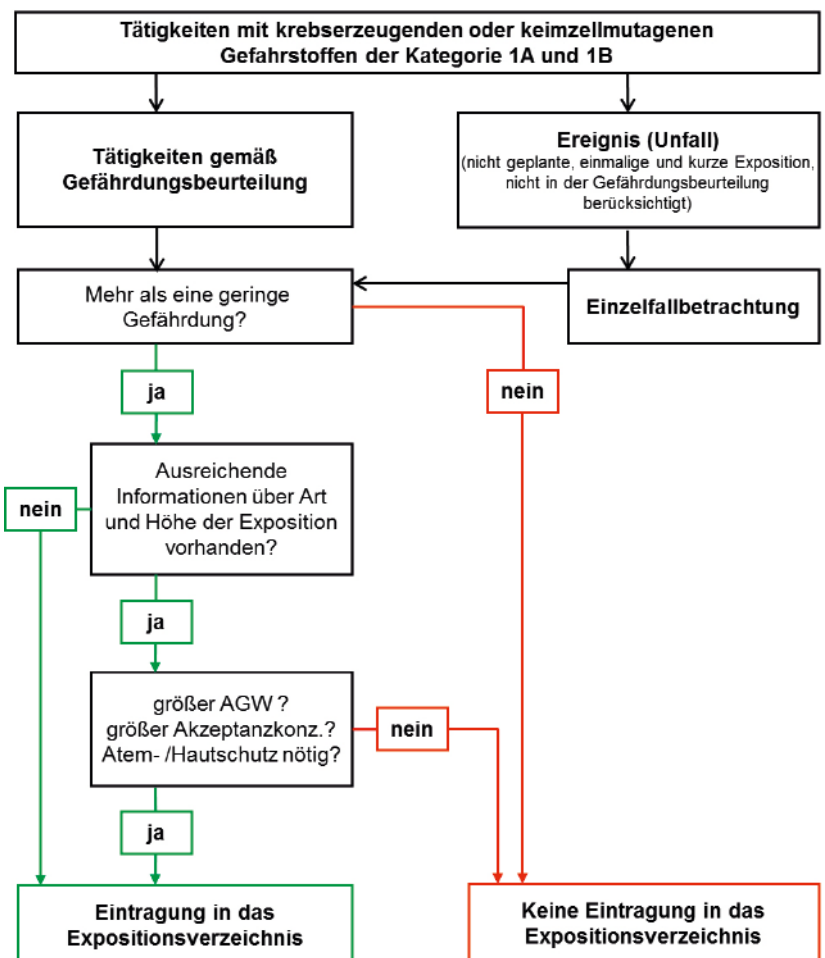 Tätigkeiten mit krebserzeugenden oder keimzellmutagenen
Gefahrstoffen der Kategorie 1A und 1B
Tätigkeiten gemäß
Gefährdungsbeurteilung
Ereignis (Unfall)
(nicht geplante, einmalige und kurze Exposition,
nicht in der Gefährdungsbeurteilung
berücksichtigt)
Mehr als eine geringe
Gefährdung?
Einzelfallbetrachtung
ja
nein
Ausreichende
Informationen über Art
und Höhe der Exposition
vorhanden?
nein
ja
größer AGW ?
größer Akzeptanzkonz.?
Atem- /Hautschutz nötig?
nein
ja
Eintragung in das
Expositionsverzeichnis
Keine Eintragung in das
Expositionsverzeichnis